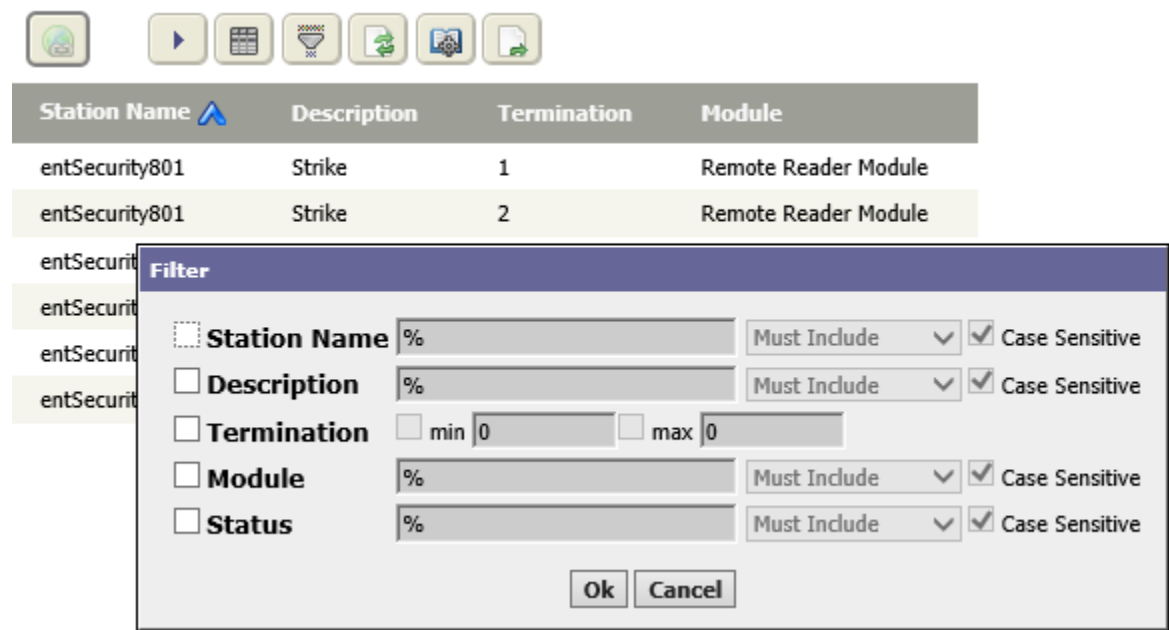 Station Name Description Termination Module
entSecurity801 Strike 1 Remote Reader Module
entSecurity801 Strike 2 Remote Reader Module
entSecurit
entSecurit
entSecurit
entSecurit
Filter
Station Name % Must Include Case Sensitive
Description % Must Include Case Sensitive
Termination min 0 max 0
Module % Must Include Case Sensitive
Status % Must Include Case Sensitive
Ok Cancel